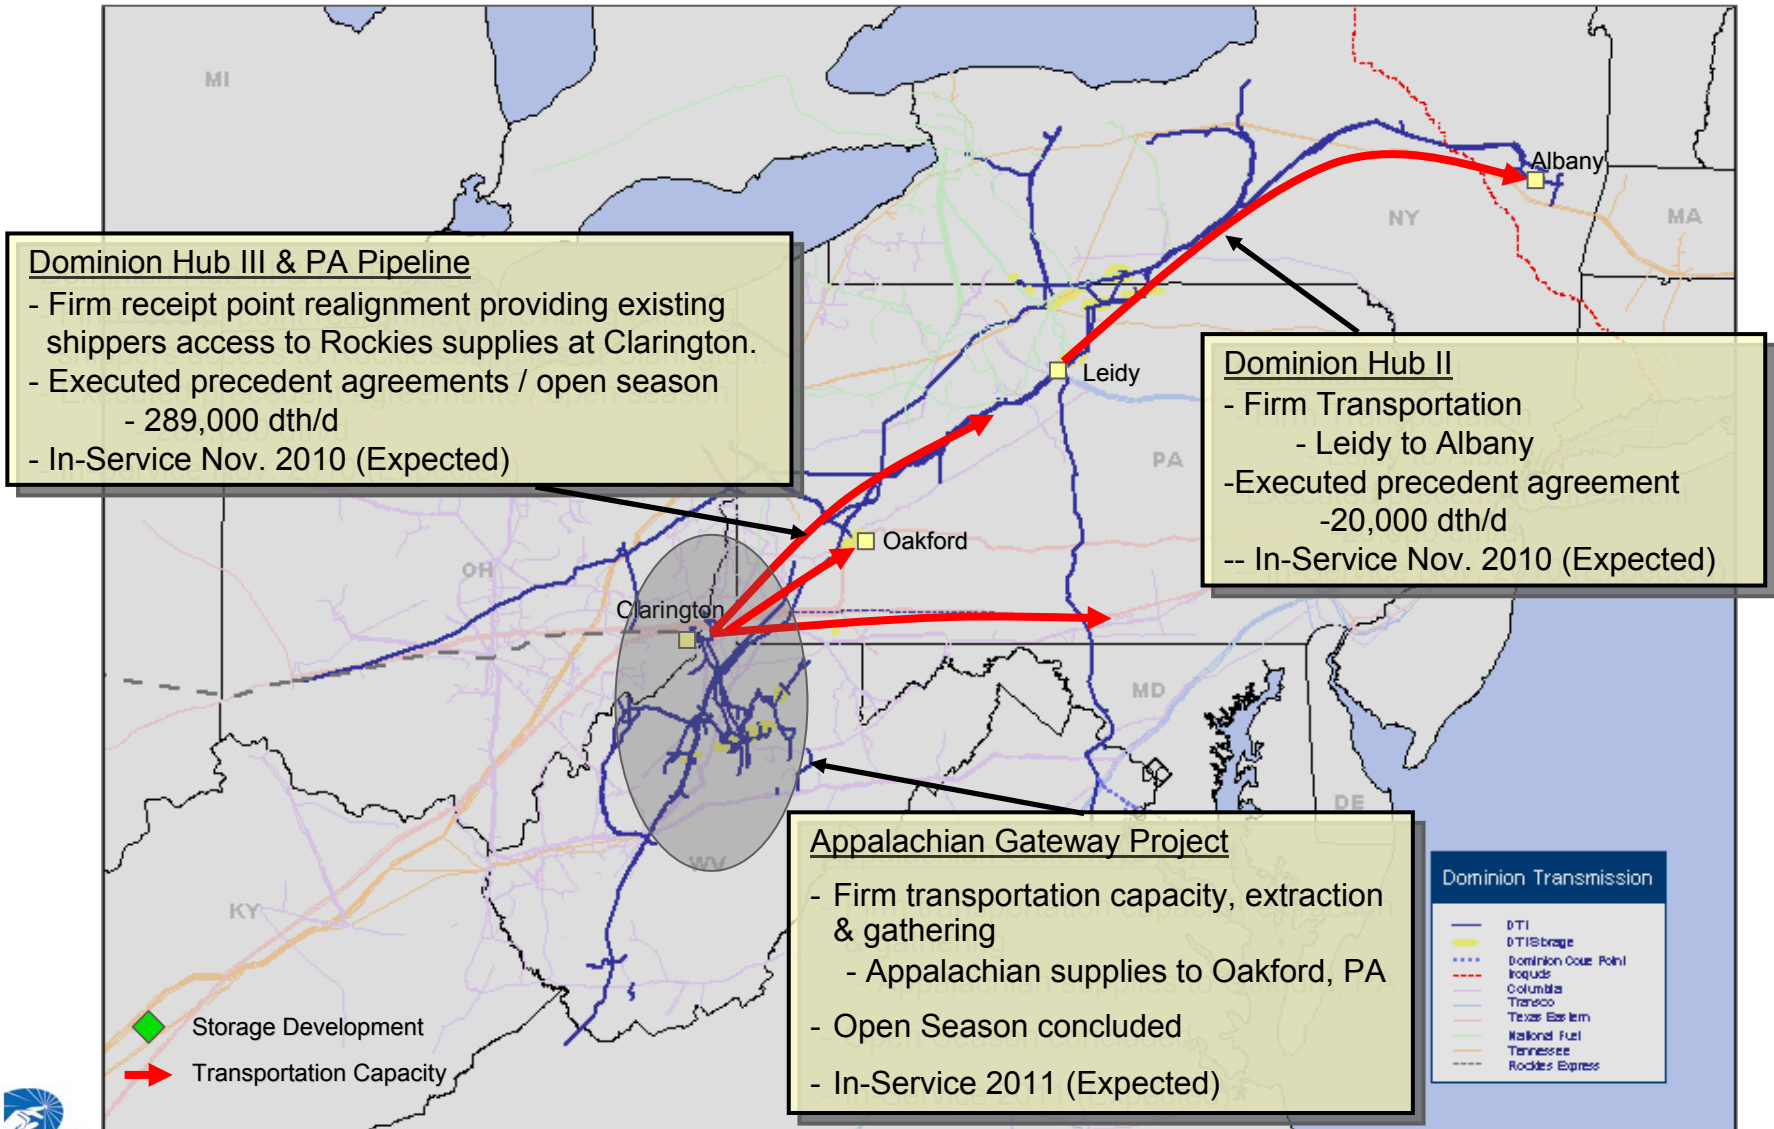 MI
Albany
NY
MA
Dominion Hub III & PA Pipeline
- Firm receipt point realignment providing existing
shippers access to Rockies supplies at Clarington.
- Executed precedent agreements / open season
- 289,000 dth/d
- In-Service Nov. 2010 (Expected)
Leidy
Dominion Hub II
- Firm Transportation
- Leidy to Albany
-Executed precedent agreement
-20,000 dth/d
-- In-Service Nov. 2010 (Expected)
PA
Oakford
OH
Clarington
MD
DE
WV
KY
Appalachian Gateway Project
- Firm transportation capacity, extraction
& gathering
- Appalachian supplies to Oakford, PA
- Open Season concluded
- In-Service 2011 (Expected)
Storage Development
Transportation Capacity
Dominion Transmission
DTI
DTI Storage
Dominion Cove Point
Iroquois
Columbia
Transco
Texas Eastern
National Fuel
Tennessee
Rockies Express